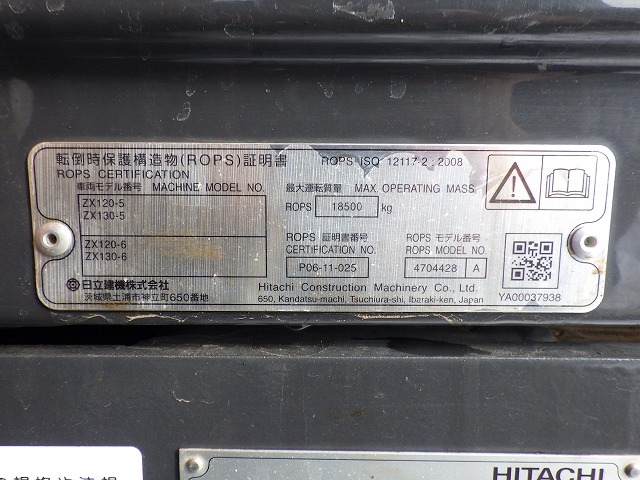 転倒時保護構造物(ROPS)証明書
ROPS CERTIFICATION
ROPS ISO 12117-2 : 2008
車両モデル番号 MACHINE MODEL NO.
ZX120-5
ZX130-5
ZX120-6
ZX130-6
最大運転質量 MAX. OPERATING MASS
ROPS 18500 kg
ROPS 証明書番号
CERTIFICATION NO.
P06-11-025
ROPS モデル番号
ROPS MODEL NO.
4704428 A
日立建機株式会社
茨城県土浦市神立町650番地
Hitachi Construction Machinery Co., Ltd.
650, Kandatsu-machi, Tsuchiura-shi, Ibaraki-ken, Japan
YA00037938
HITACHI